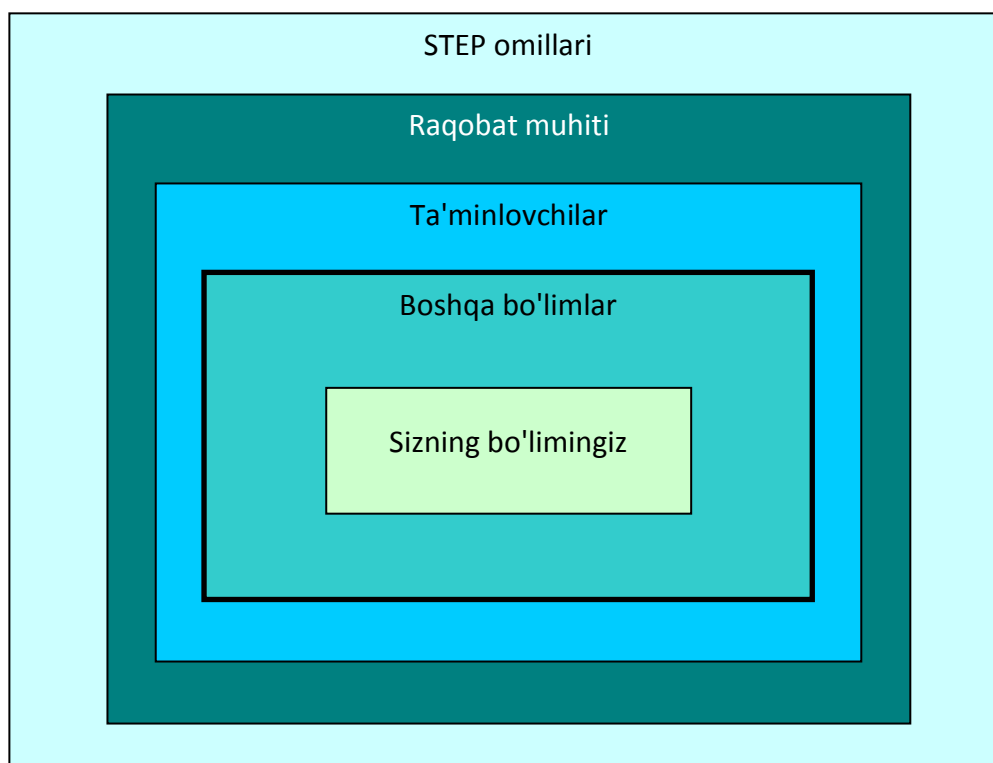 STEP omillari
Raqobat muhiti
Ta'minlovchilar
Boshqa bo'limlar
Sizning bo'limingiz